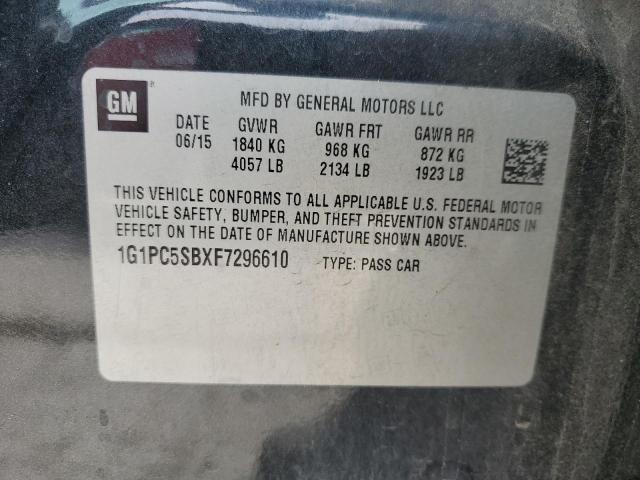 GM
MFD BY GENERAL MOTORS LLC
DATE GVWR GAWR FRT GAWR RR
06/15 1840 KG 968 KG 872 KG
4057 LB 2134 LB 1923 LB
THIS VEHICLE CONFORMS TO ALL APPLICABLE U.S. FEDERAL MOTOR
VEHICLE SAFETY, BUMPER, AND THEFT PREVENTION STANDARDS IN
EFFECT ON THE DATE OF MANUFACTURE SHOWN ABOVE.
1G1PC5SBXF7296610 TYPE: PASS CAR